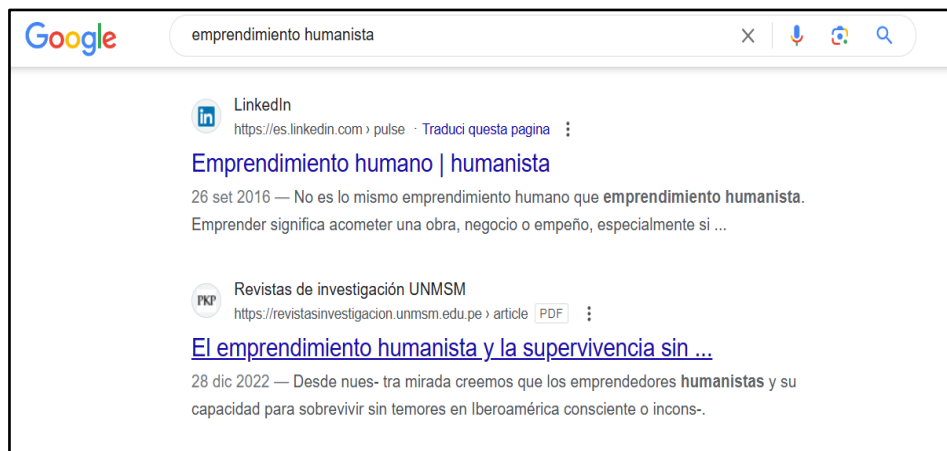 Google
emprendimiento humanista
in
LinkedIn
https://es.linkedin.com › pulse · Traduci questa pagina
Emprendimiento humano | humanista
26 set 2016 — No es lo mismo emprendimiento humano que emprendimiento humanista.
Emprender significa acometer una obra, negocio o empeño, especialmente si ...
PKP
Revistas de investigación UNMSM
https://revistasinvestigacion.unmsm.edu.pe › article PDF
El emprendimiento humanista y la supervivencia sin ...
28 dic 2022 — Desde nues- tra mirada creemos que los emprendedores humanistas y su
capacidad para sobrevivir sin temores en Iberoamérica consciente o incons-.